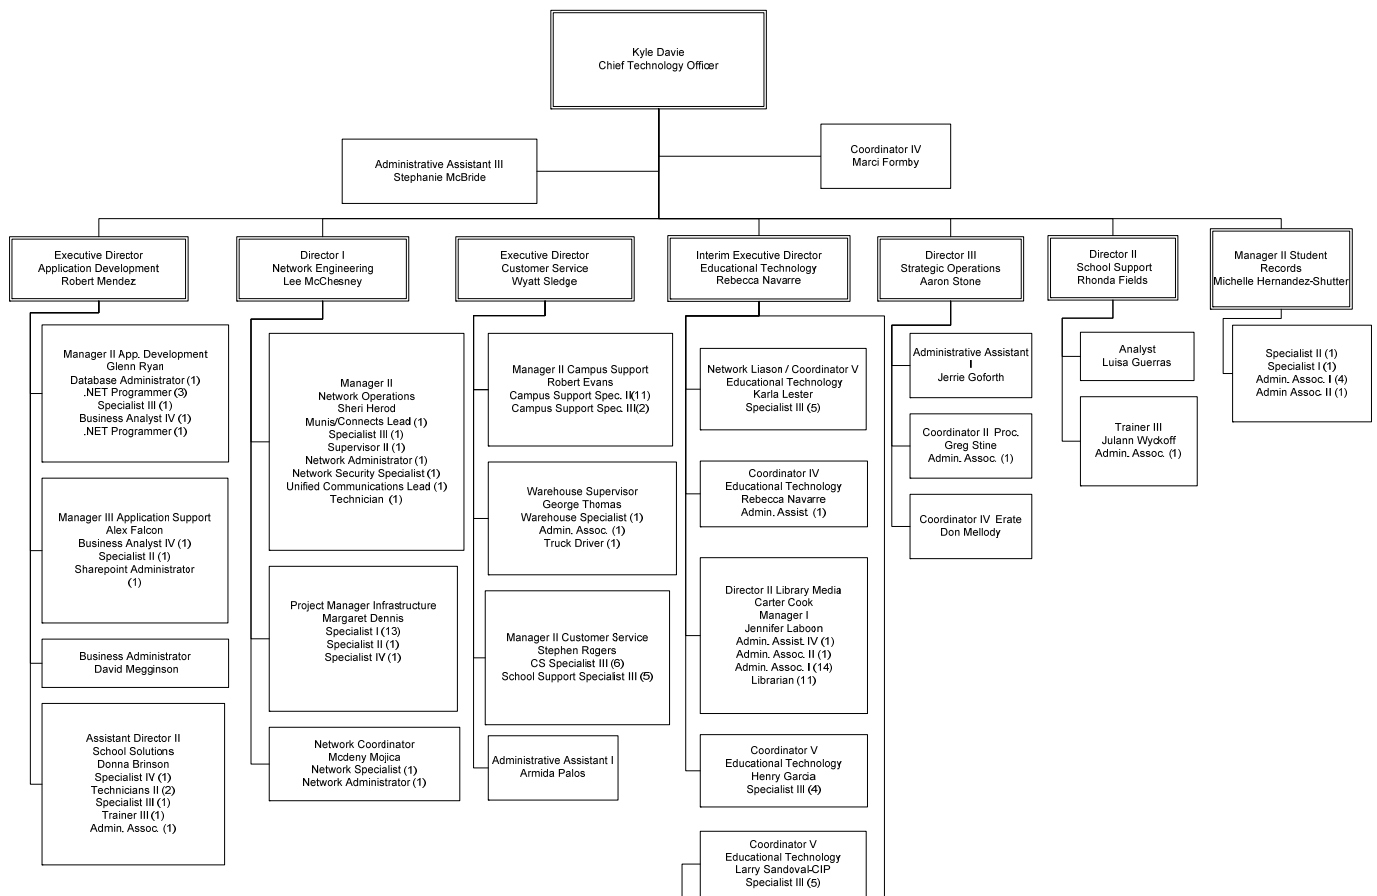 Kyle Davie
Chief Technology Officer
Administrative Assistant III
Stephanie McBride
Coordinator IV
Marci Formby
Executive Director
Application Development
Robert Mendez
Director I
Network Engineering
Lee McChesney
Executive Director
Customer Service
Wyatt Sledge
Interim Executive Director
Educational Technology
Rebecca Navarre
Director III
Strategic Operations
Aaron Stone
Director II
School Support
Rhonda Fields
Manager II Student
Records
Michelle Hernandez-Shutter
Manager II App. Development
Glenn Ryan
Database Administrator (1)
.NET Programmer (3)
Specialist III (1)
Business Analyst IV (1)
.NET Programmer (1)
Manager III Application Support
Alex Falcon
Business Analyst IV (1)
Specialist II (1)
Sharepoint Administrator
(1)
Business Administrator
David Megginson
Assistant Director II
School Solutions
Donna Brinson
Specialist IV (1)
Technicians II (2)
Specialist III (1)
Trainer III (1)
Admin. Assoc. (1)
Manager II
Network Operations
Sheri Herod
Munis/Connects Lead (1)
Specialist III (1)
Supervisor II (1)
Network Administrator (1)
Network Security Specialist (1)
Unified Communications Lead (1)
Technician (1)
Project Manager Infrastructure
Margaret Dennis
Specialist I (13)
Specialist II (1)
Specialist IV (1)
Network Coordinator
Mcdeny Mojica
Network Specialist (1)
Network Administrator (1)
Manager II Campus Support
Robert Evans
Campus Support Spec. II(11)
Campus Support Spec. III(2)
Warehouse Supervisor
George Thomas
Warehouse Specialist (1)
Admin. Assoc. (1)
Truck Driver (1)
Manager II Customer Service
Stephen Rogers
CS Specialist III (6)
School Support Specialist III (5)
Administrative Assistant I
Armida Palos
Network Liason / Coordinator V
Educational Technology
Karla Lester
Specialist III (5)
Coordinator IV
Educational Technology
Rebecca Navarre
Admin. Assist (1)
Director II Library Media
Carter Cook
Manager I
Jennifer Laboon
Admin. Assist. IV (1)
Admin. Assoc. II (1)
Admin. Assoc. I (14)
Librarian (11)
Coordinator V
Educational Technology
Henry Garcia
Specialist III (4)
Coordinator V
Educational Technology
Larry Sandoval-CIP
Specialist III (5)
Administrative Assistant
I
Jerrie Goforth
Coordinator II Proc.
Greg Stine
Admin. Assoc. (1)
Coordinator IV Erate
Don Mellody
Analyst
Luisa Guerras
Trainer III
Julann Wyckoff
Admin. Assoc. (1)
Specialist II (1)
Specialist I (1)
Admin. Assoc. I (4)
Admin Assoc. II (1)